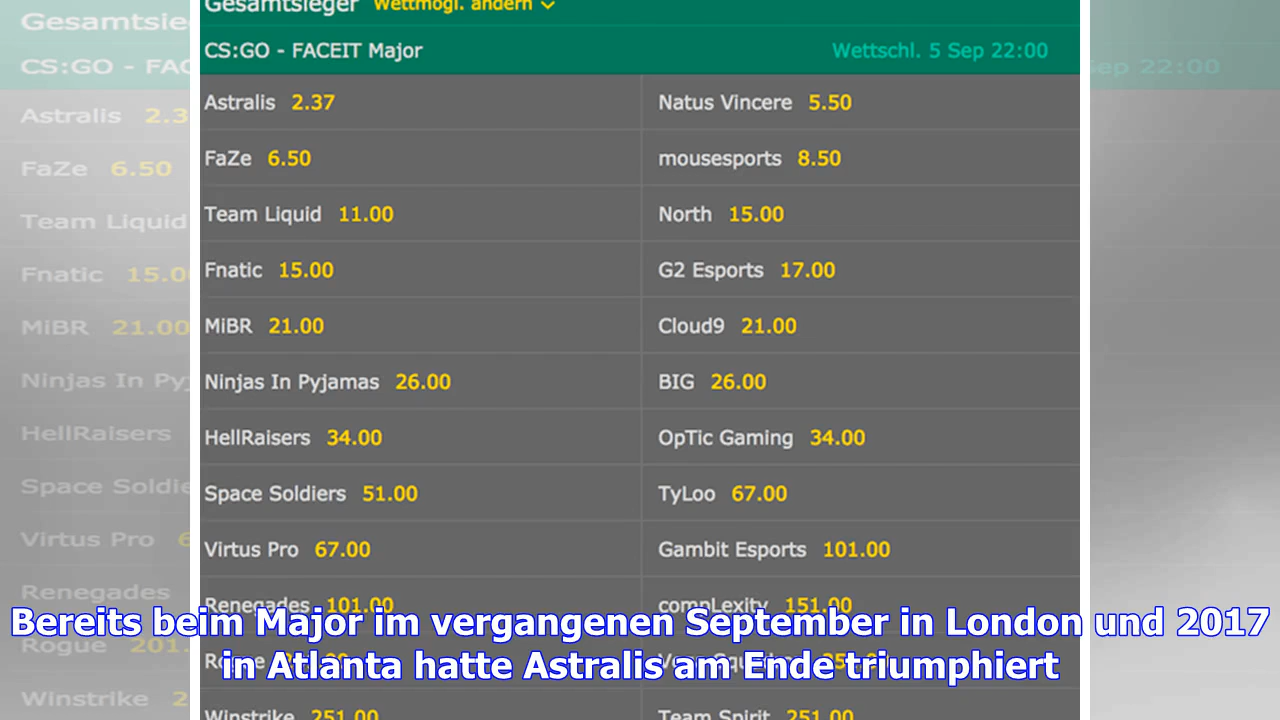 Gesamtsieger Wettmögl. ändern
CS:GO - FACEIT Major Wettschl. 5 Sep 22:00
Astralis 2.37 Natus Vincere 5.50
FaZe 6.50 mousesports 8.50
Team Liquid 11.00 North 15.00
Fnatic 15.00 G2 Esports 17.00
MiBR 21.00 Cloud9 21.00
Ninjas In Pyjamas 26.00 BIG 26.00
HellRaisers 34.00 OpTic Gaming 34.00
Space Soldiers 51.00 TyLoo 67.00
Virtus Pro 67.00 Gambit Esports 101.00
Renegades 101.00 compLexity 151.00
Rogue
Winstrike 251.00 Team Spirit 251.00
Bereits beim Major im vergangenen September in London und 2017
in Atlanta hatte Astralis am Ende triumphiert